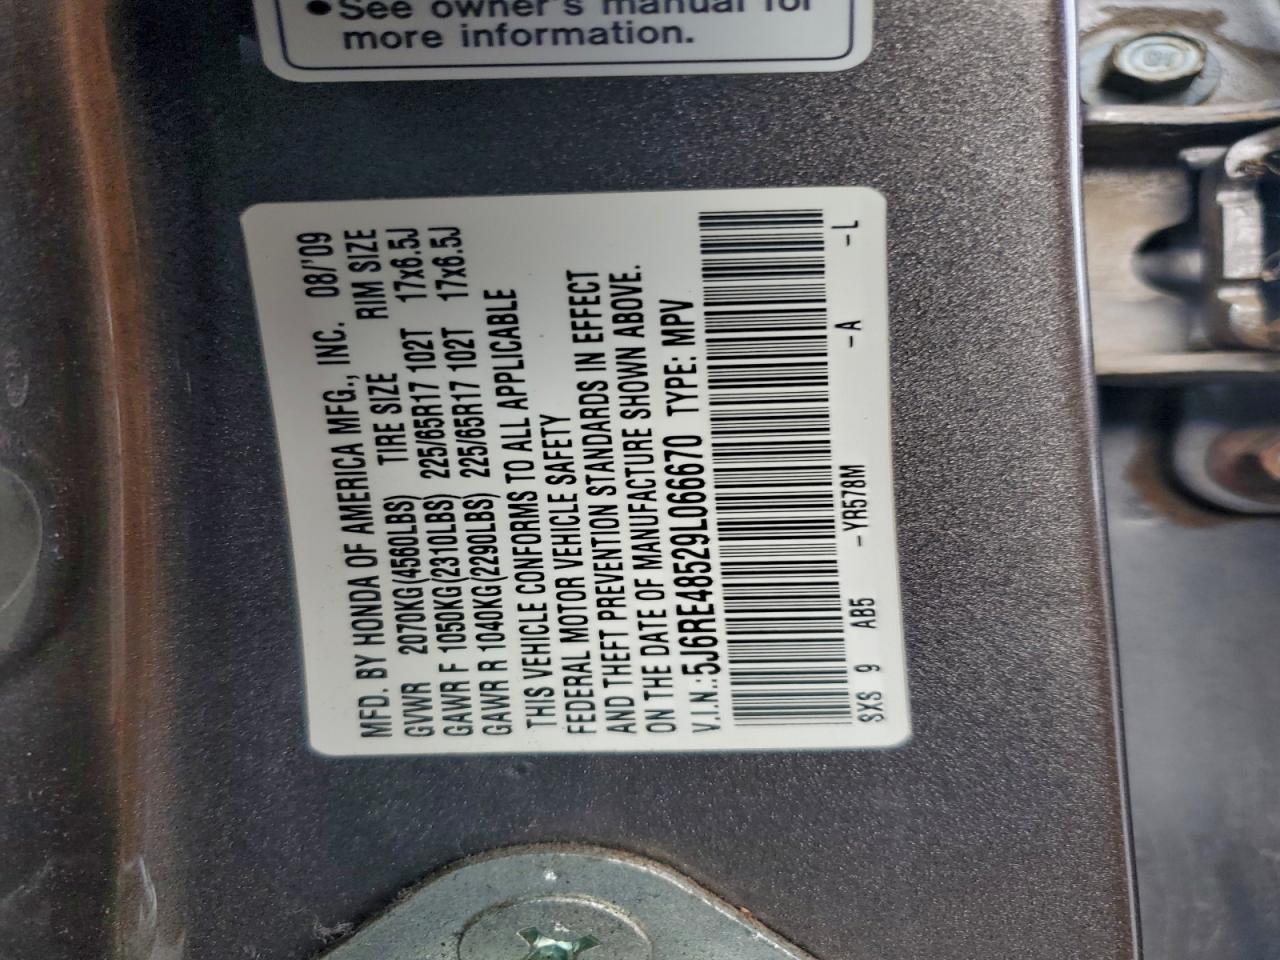 See owner's manual for
more information.
MFD. BY HONDA OF AMERICA MFG., INC. 08/'09
GVWR 2070KG(4560LBS) TIRE SIZE RIM SIZE
GAWR F 1050KG(2310LBS) 225/65R17 102T 17x6.5J
GAWR R 1040KG(2290LBS) 225/65R17 102T 17x6.5J
THIS VEHICLE CONFORMS TO ALL APPLICABLE
FEDERAL MOTOR VEHICLE SAFETY
AND THEFT PREVENTION STANDARDS IN EFFECT
ON THE DATE OF MANUFACTURE SHOWN ABOVE.
V.I.N.: 5J6RE48529L066670 TYPE: MPV
SXS 9 AB5 -YR578M -A -L